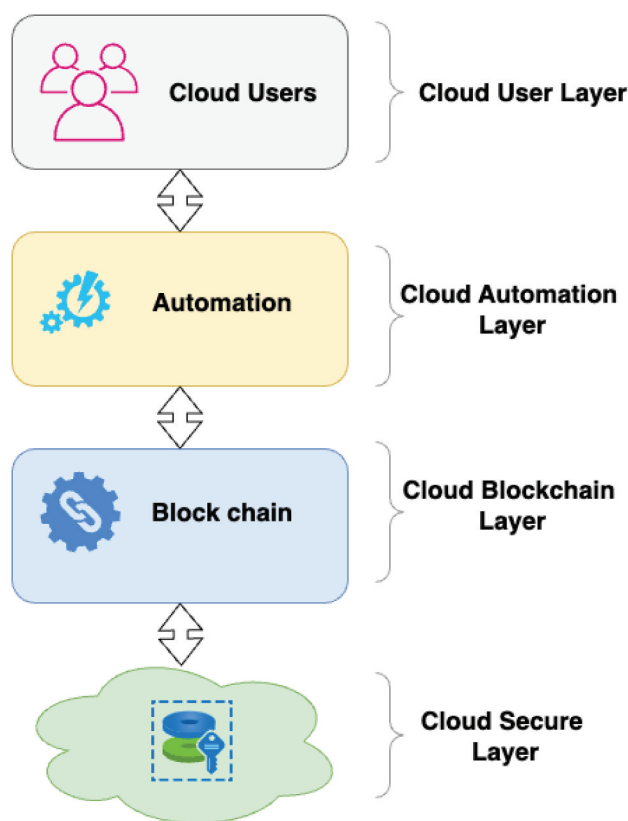 Cloud Users
Cloud User Layer
Automation
Cloud Automation
Layer
Block chain
Cloud Blockchain
Layer
Cloud Secure
Layer